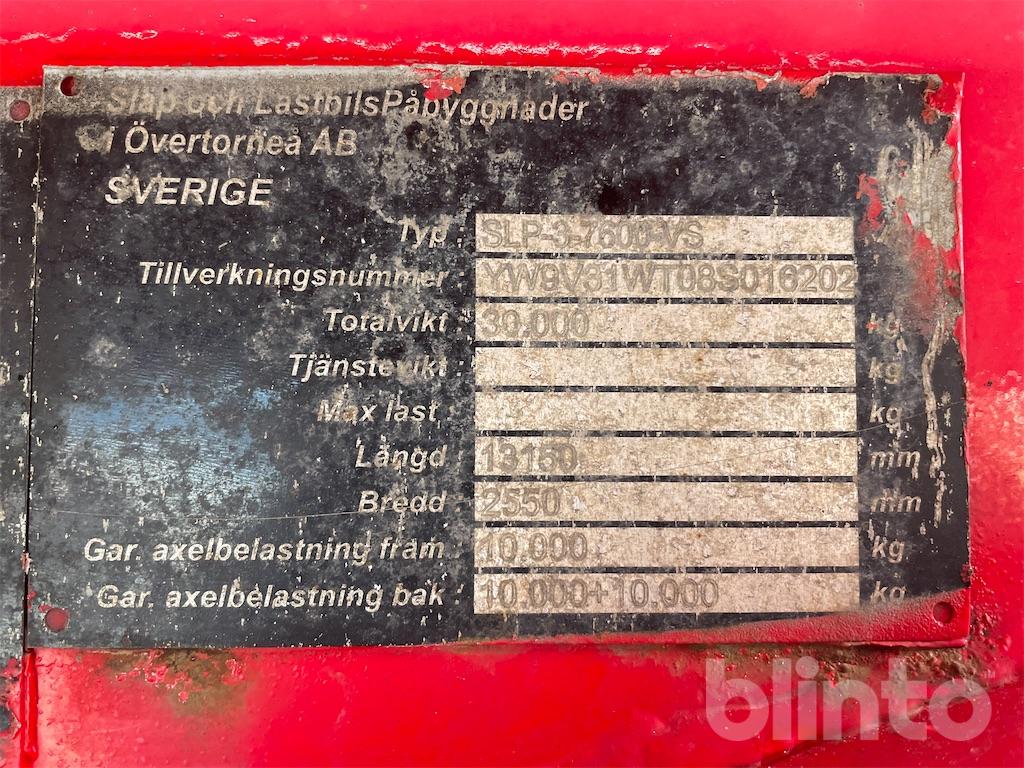 Släp och LastbilsPåbyggnader
i Övertorneå AB
SVERIGE
Typ : SLP-3-7600-VS
Tillverkningsnummer : YW9V31WT08S016202
Totalvikt : 30.000 kg
Tjänstevikt : kg
Max last : kg
Längd : 13150 mm
Bredd : 2550 mm
Gar. axelbelastning fram : 10.000 kg
Gar. axelbelastning bak : 10.000+10.000 kg
blinto